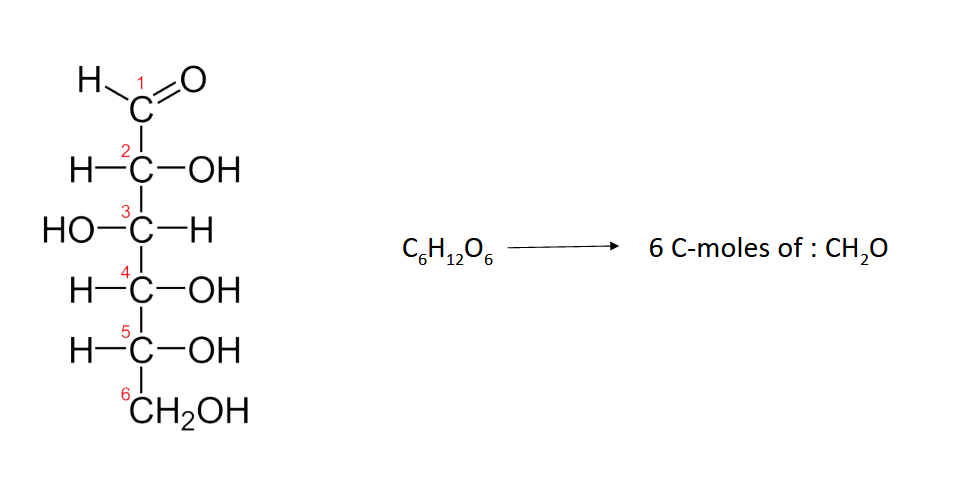 H 1 O
C
2
H C OH
3
HO C H
4
H C OH
5
H C OH
6
CH₂OH
C₆H₁₂O₆ → 6 C-moles of : CH₂O